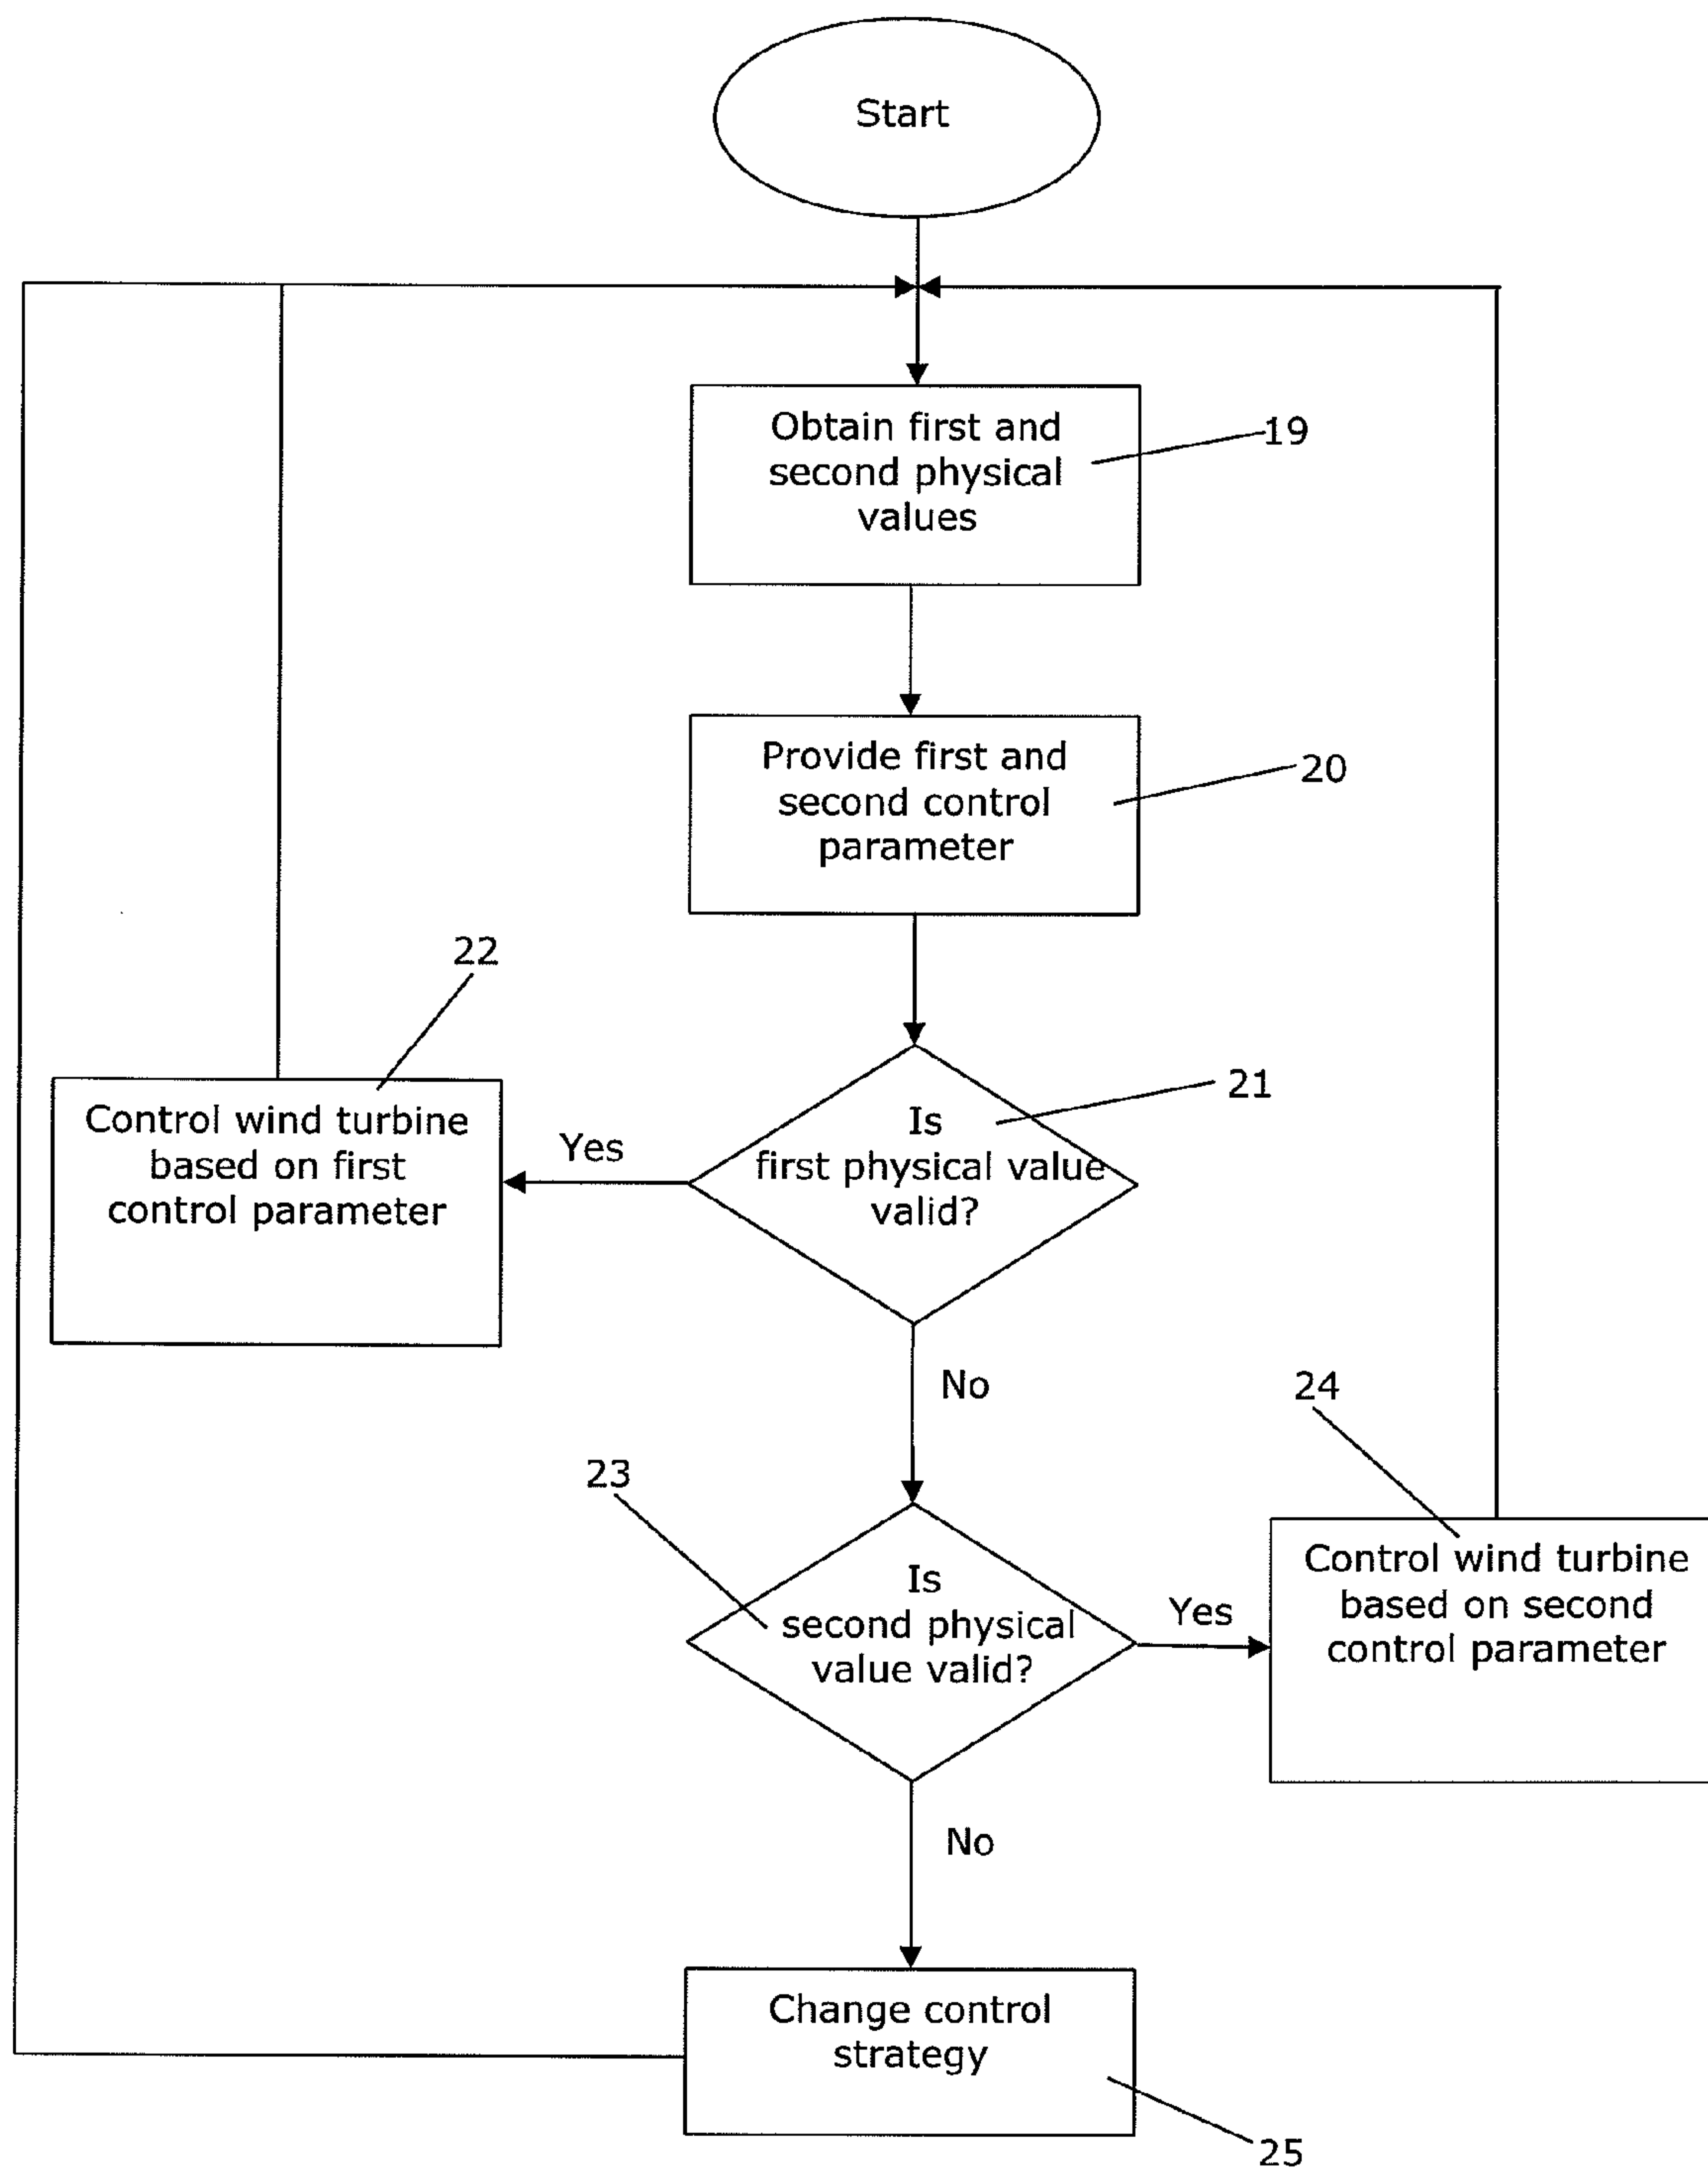 Start
Obtain first and
second physical
values
19
Provide first and
second control
parameter
20
22
Control wind turbine
based on first
control parameter
Yes
21
Is
first physical value
valid?
No
24
23
Is
second physical
value valid?
Yes
Control wind turbine
based on second
control parameter
No
Change control
strategy
25